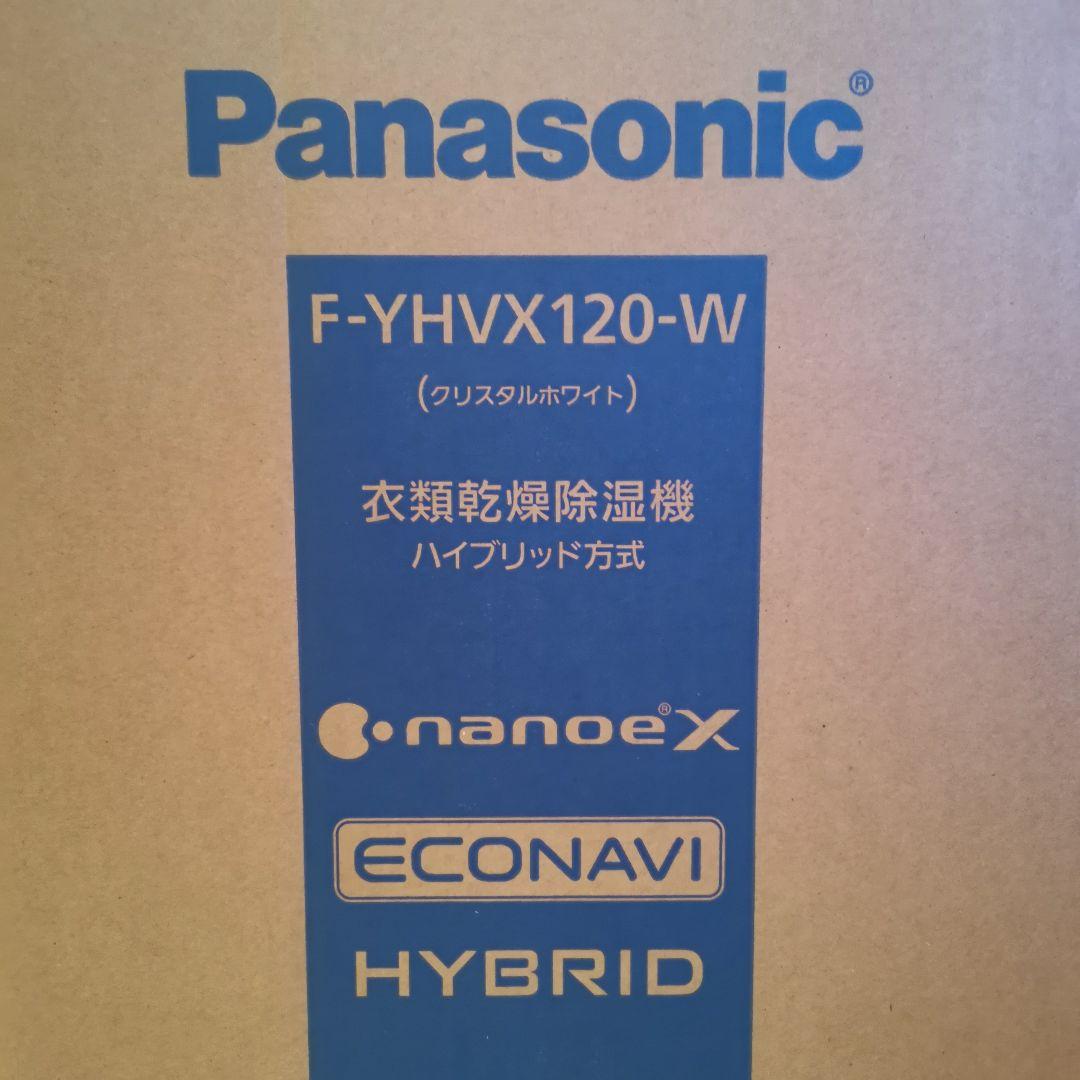 Panasonic®
F-YHVX120-W
(クリスタルホワイト)
衣類乾燥除湿機
ハイブリッド方式
nanoe®X
ECONAVI
HYBRID